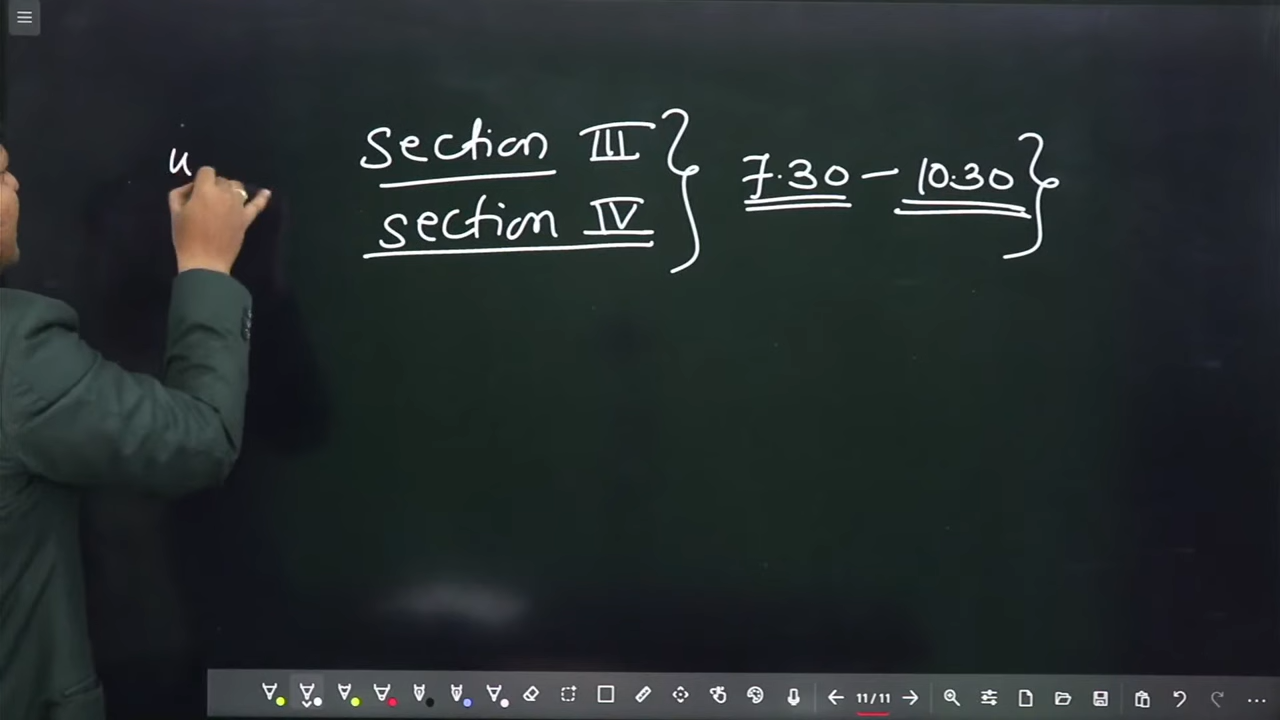 u
section III
section IV
7.30 – 10.30
11/11